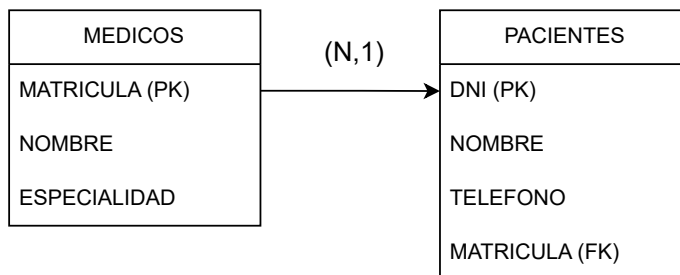 MEDICOS
MATRICULA (PK)
NOMBRE
ESPECIALIDAD
(N,1)
PACIENTES
DNI (PK)
NOMBRE
TELEFONO
MATRICULA (FK)